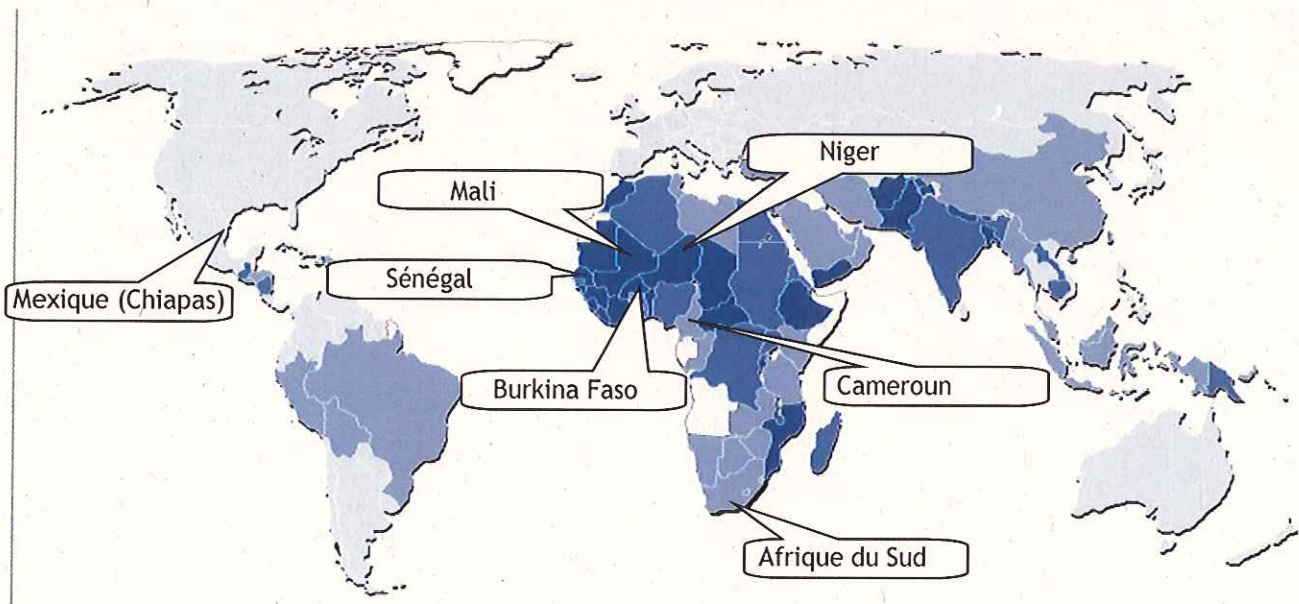 Niger
Mali
Sénégal
Mexique (Chiapas)
Burkina Faso
Cameroun
Afrique du Sud